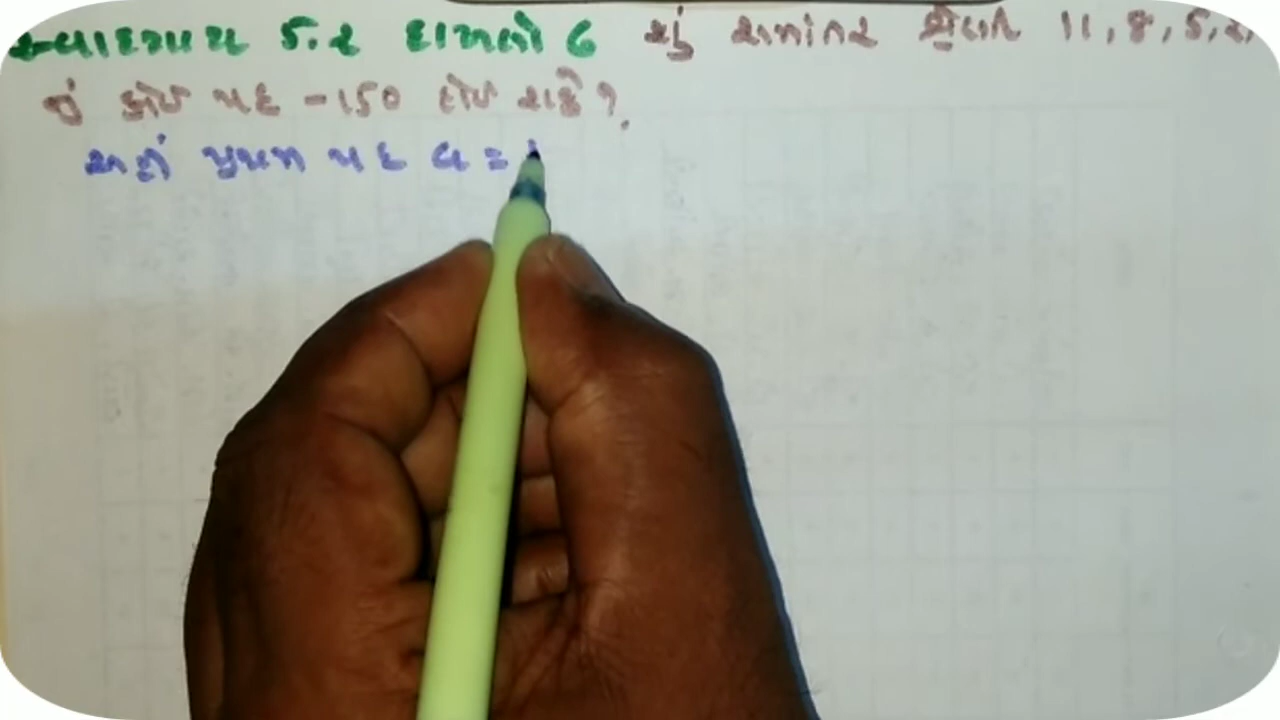 સ્વાધ્યાય 5.2 દાખલો 6 શું સમાંતર શ્રેણી 11, 8, 5, 2,
નું કોઈ પદ -150 હોઈ શકે ?
અહીં પ્રથમ પદ a =